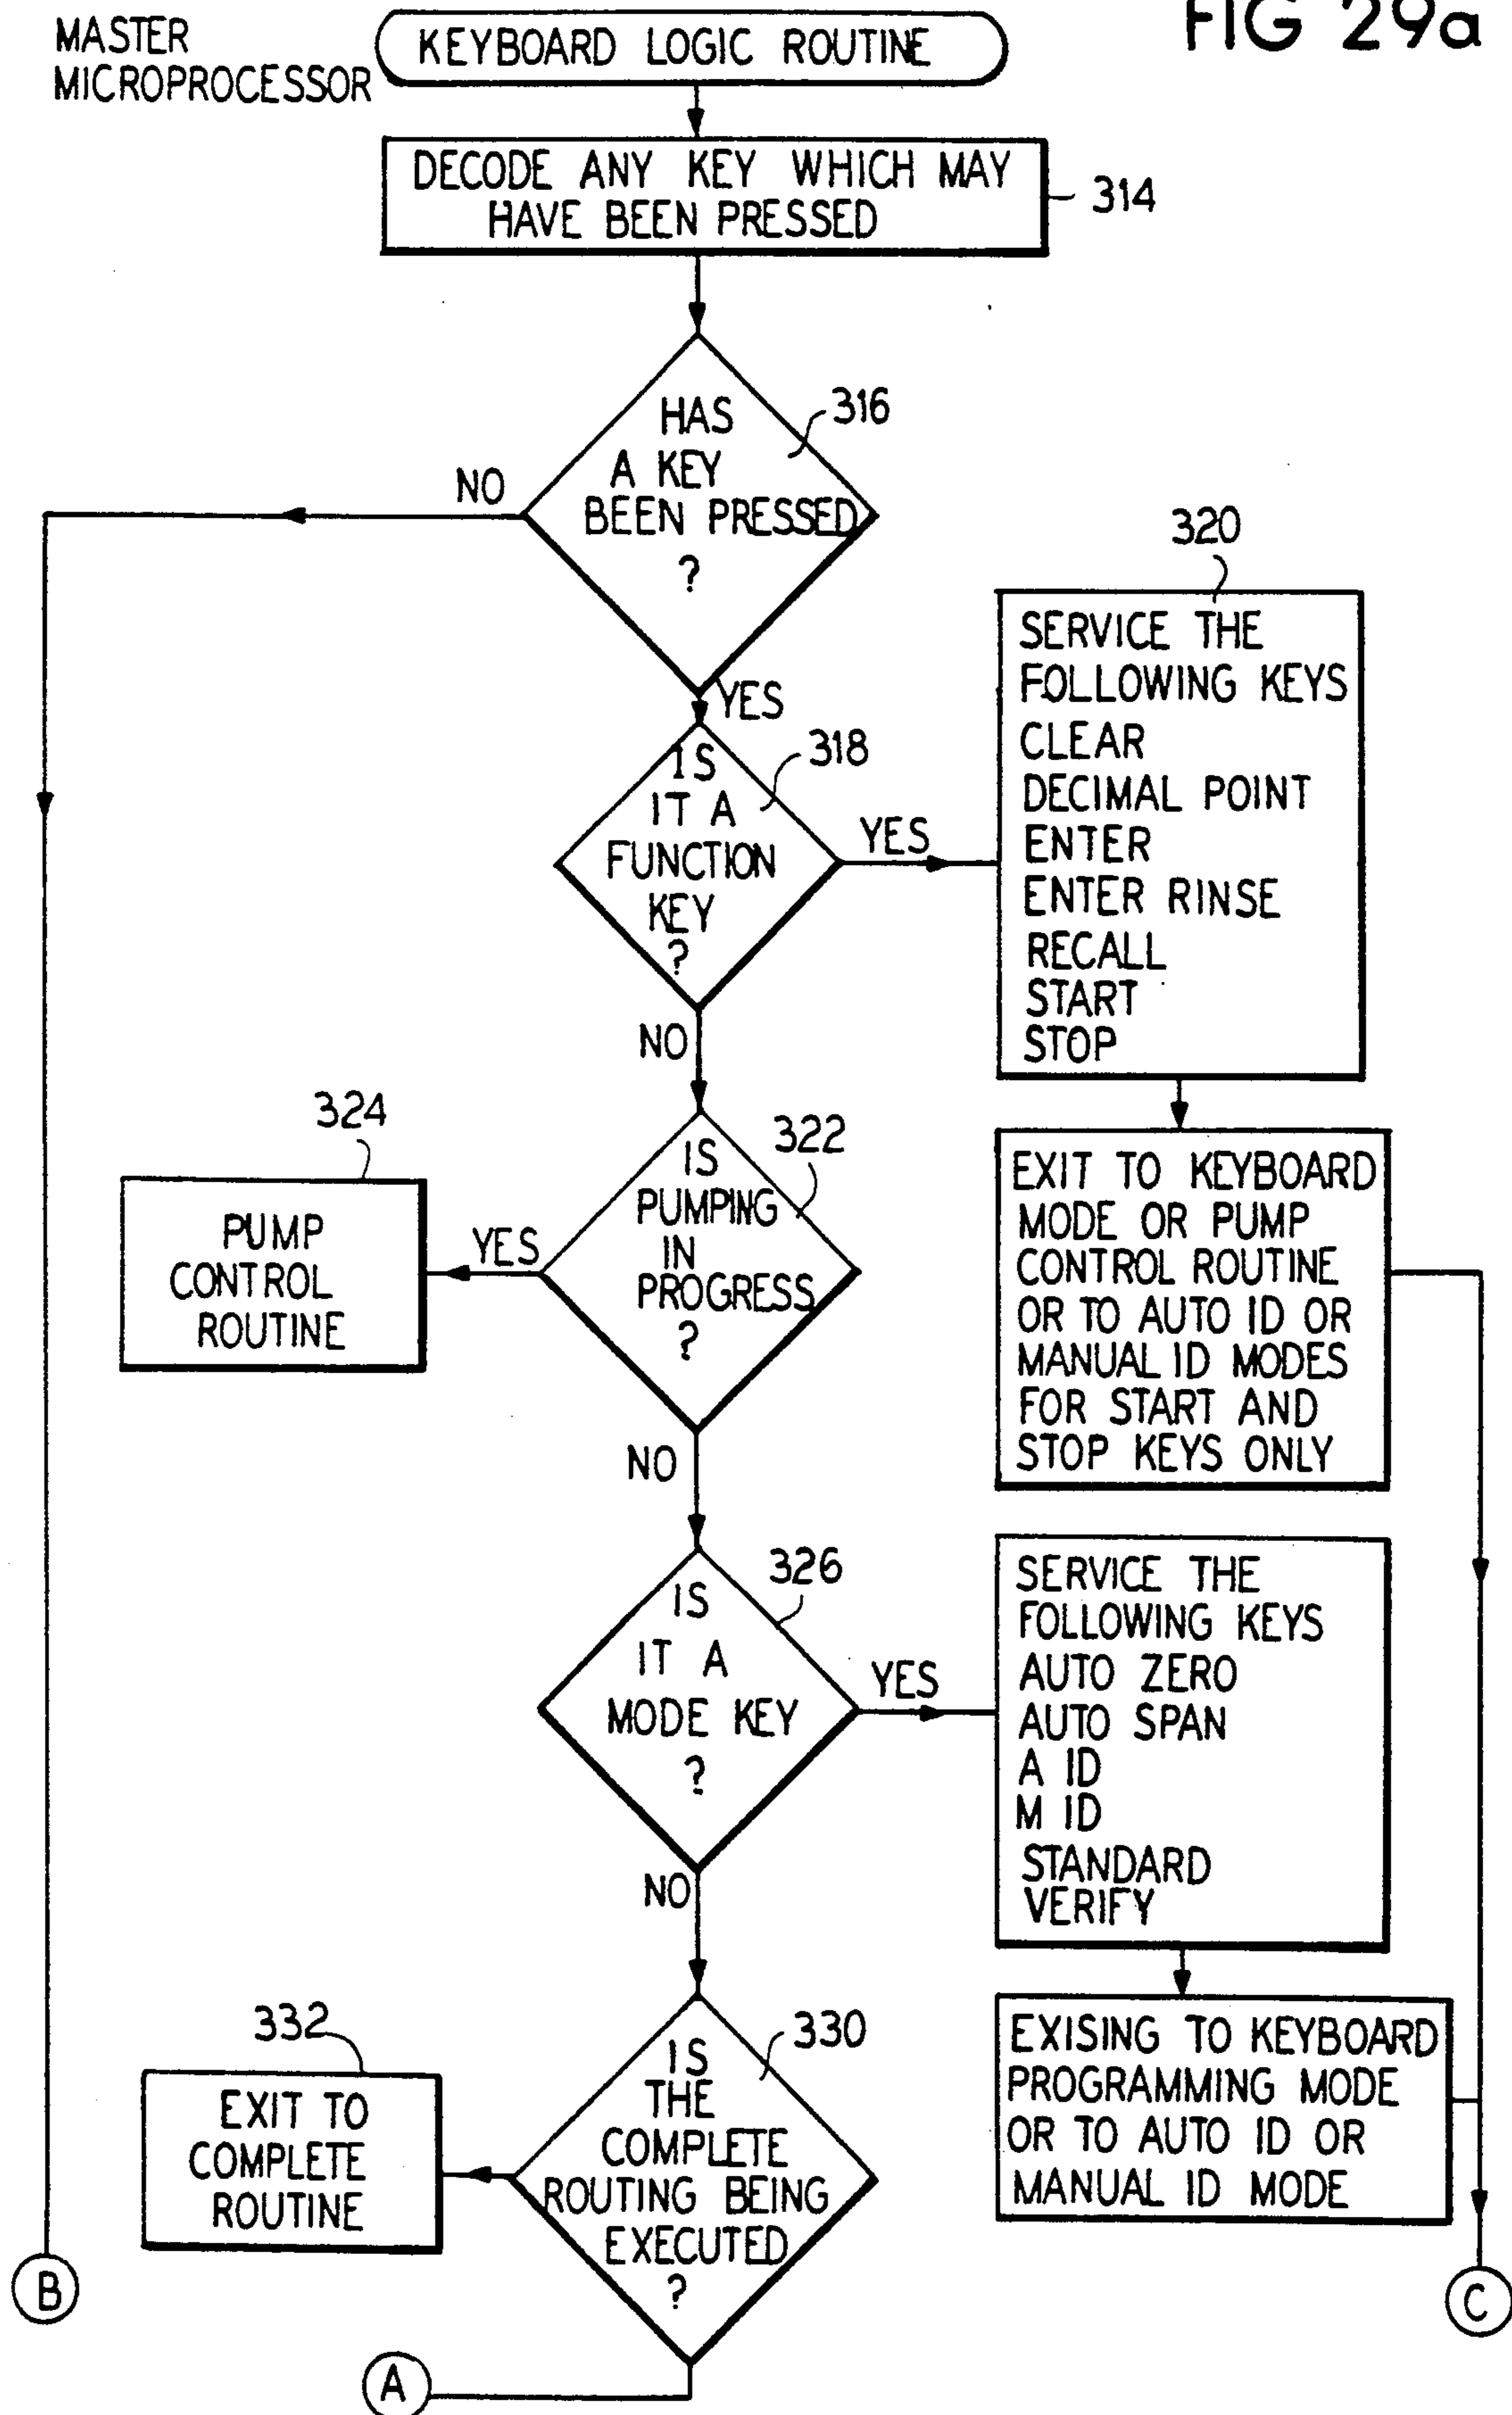 MASTER
MICROPROCESSOR
FIG 29a
KEYBOARD LOGIC ROUTINE
DECODE ANY KEY WHICH MAY
HAVE BEEN PRESSED
314
HAS
A KEY
BEEN PRESSED
?
316
NO
YES
IS
IT A
FUNCTION
KEY
?
318
YES
NO
320
SERVICE THE
FOLLOWING KEYS
CLEAR
DECIMAL POINT
ENTER
ENTER RINSE
RECALL
START
STOP
EXIT TO KEYBOARD
MODE OR PUMP
CONTROL ROUTINE
OR TO AUTO ID OR
MANUAL ID MODES
FOR START AND
STOP KEYS ONLY
IS
PUMPING
IN
PROGRESS
?
322
YES
NO
324
PUMP
CONTROL
ROUTINE
IS
IT A
MODE KEY
?
326
YES
NO
SERVICE THE
FOLLOWING KEYS
AUTO ZERO
AUTO SPAN
A ID
M ID
STANDARD
VERIFY
EXISING TO KEYBOARD
PROGRAMMING MODE
OR TO AUTO ID OR
MANUAL ID MODE
IS
THE
COMPLETE
ROUTING BEING
EXECUTED
?
330
332
EXIT TO
COMPLETE
ROUTINE
B
C
A